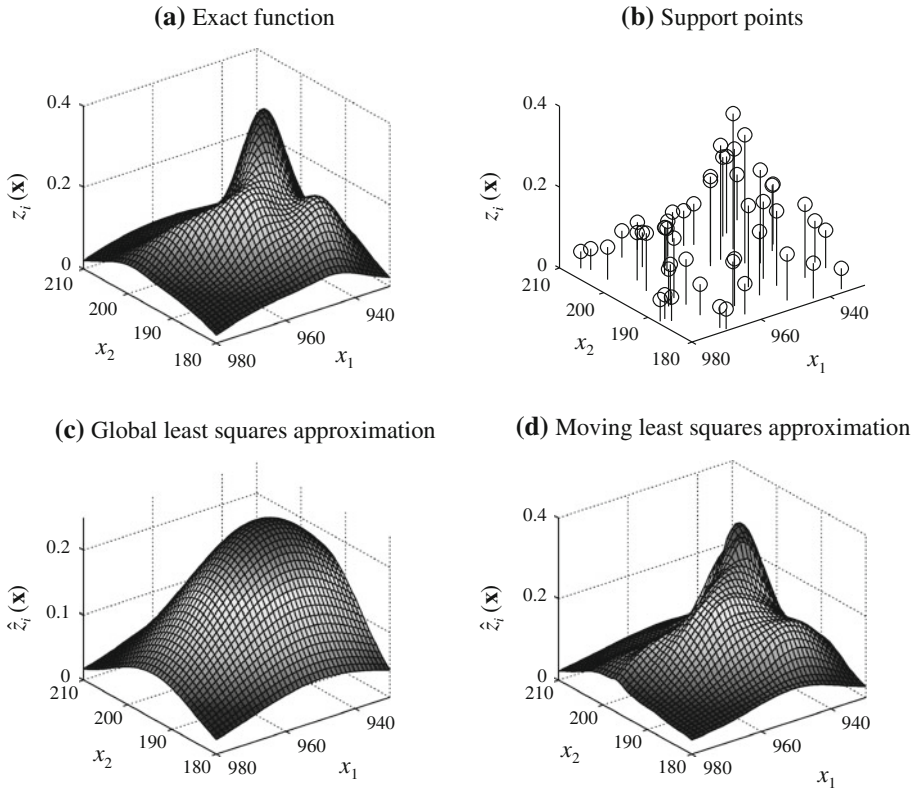 (a) Exact function
(b) Support points
0.4
0.2
0
z_i (x)
210
200
190
180
x_2
980
960
940
x_1
0.4
0.2
0
z_i (x)
210
200
190
180
x_2
980
960
940
x_1
(c) Global least squares approximation
(d) Moving least squares approximation
0.2
0.1
0
ẑ_i (x)
210
200
190
180
x_2
980
960
940
x_1
0.4
0.2
0
ẑ_i (x)
210
200
190
180
x_2
980
960
940
x_1